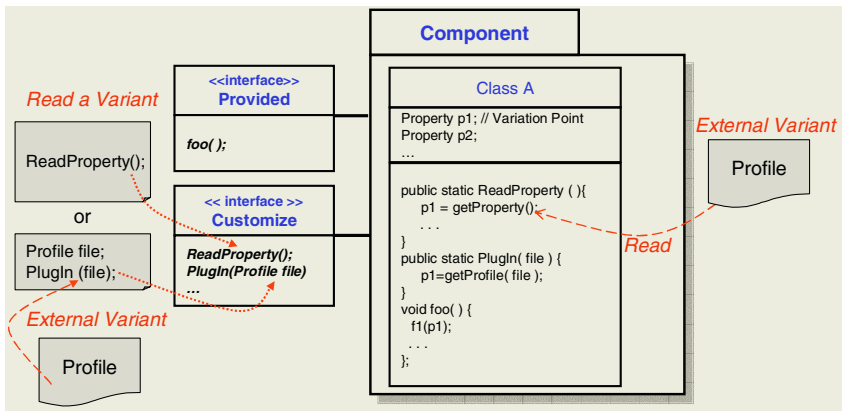 Component
<<interface>>
Provided
foo( );
Read a Variant
ReadProperty();
or
Profile file;
PlugIn (file);
External Variant
Profile
<< interface >>
Customize
ReadProperty();
PlugIn(Profile file)
...
Class A
Property p1; // Variation Point
Property p2;
...
public static ReadProperty ( ){
p1 = getProperty();
. . .
}
public static PlugIn( file ) {
p1=getProfile( file );
}
void foo( ) {
f1(p1);
. . .
};
External Variant
Profile
Read